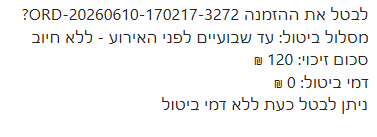 לבטל את ההזמנה ORD-20260610-170217-3272?
מסלול ביטול: עד שבועיים לפני האירוע - ללא חיוב
סכום זיכוי: 120 ₪
דמי ביטול: 0 ₪
ניתן לבטל כעת ללא דמי ביטול